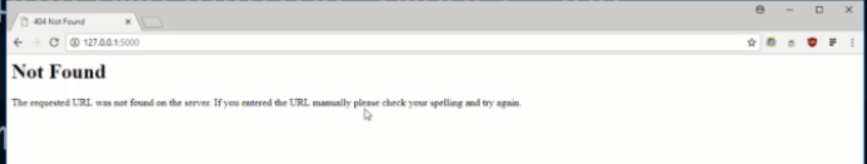 404 Not Found
127.0.0.1:5000
Not Found
The requested URL was not found on the server. If you entered the URL manually please check your spelling and try again.